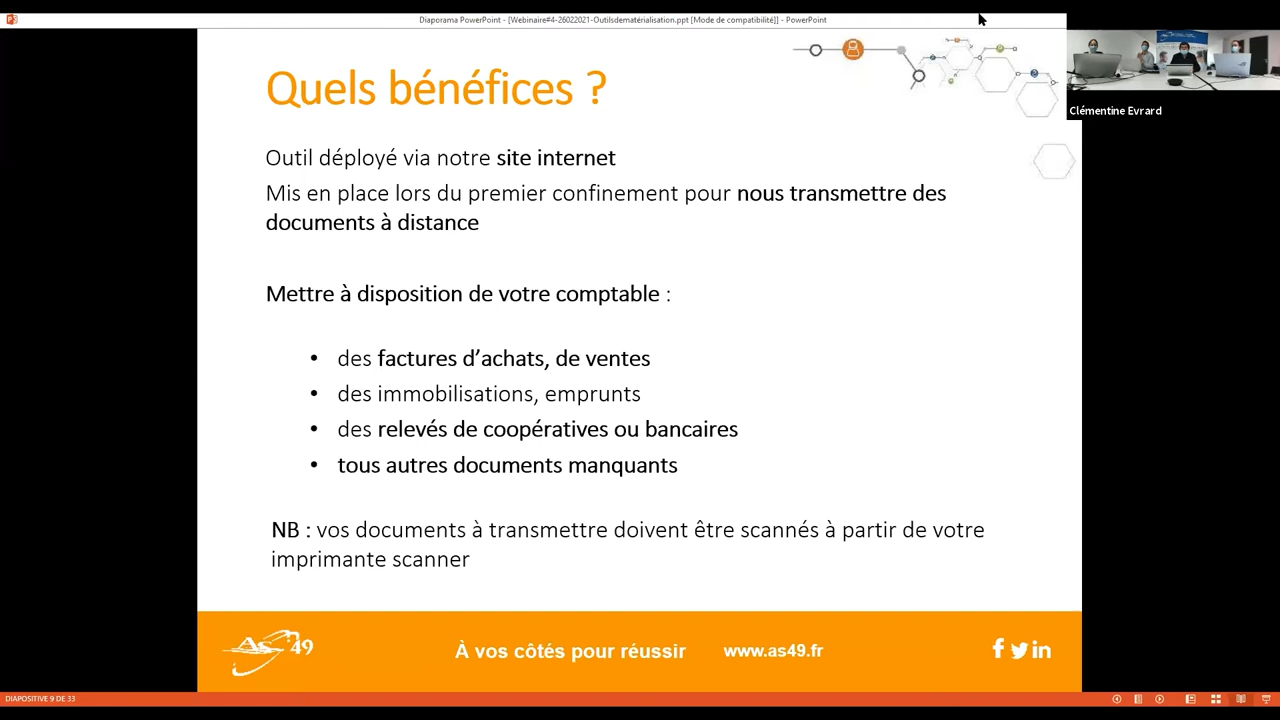 Diaporama PowerPoint - [Webinaire#4-26022021-Outilsdematérialisation.ppt [Mode de compatibilité]] - PowerPoint
Clémentine Evrard
Quels bénéfices ?
Outil déployé via notre site internet
Mis en place lors du premier confinement pour nous transmettre des
documents à distance
Mettre à disposition de votre comptable :
• des factures d’achats, de ventes
• des immobilisations, emprunts
• des relevés de coopératives ou bancaires
• tous autres documents manquants
NB : vos documents à transmettre doivent être scannés à partir de votre
imprimante scanner
As 49
À vos côtés pour réussir www.as49.fr
DIAPOSITIVE 9 DE 33